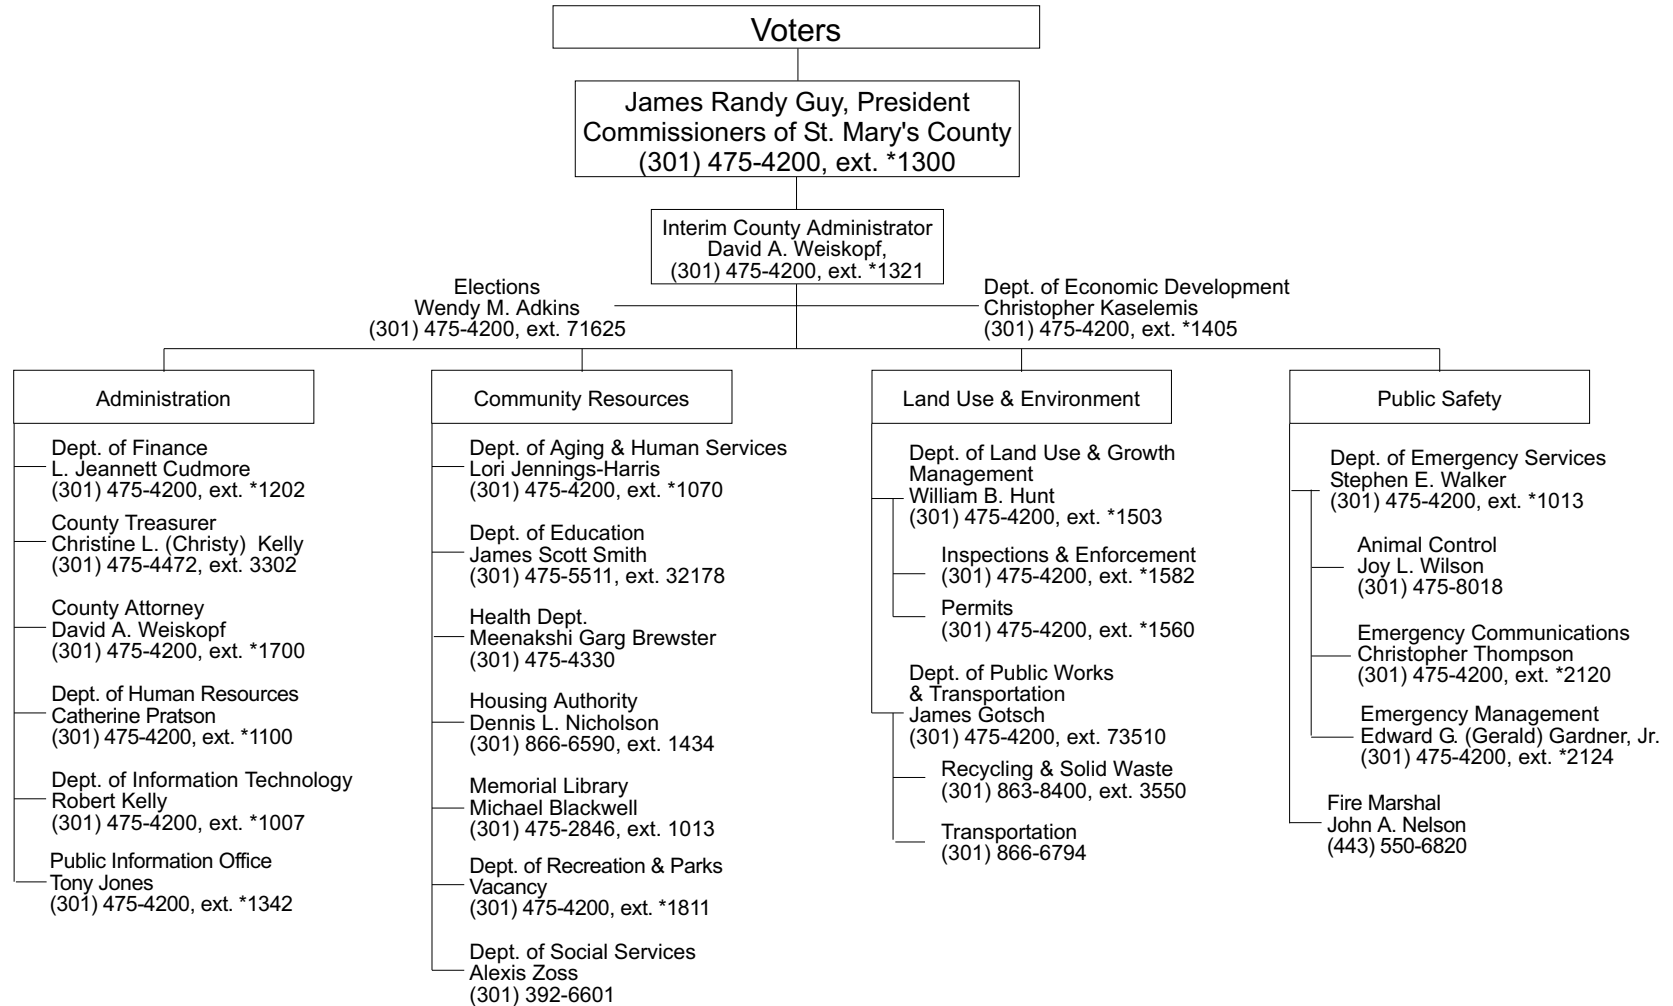 Voters
James Randy Guy, President
Commissioners of St. Mary's County
(301) 475-4200, ext. *1300
Interim County Administrator
David A. Weiskopf,
(301) 475-4200, ext. *1321
Elections
Wendy M. Adkins
(301) 475-4200, ext. 71625
Dept. of Economic Development
Christopher Kaselemis
(301) 475-4200, ext. *1405
Administration
Dept. of Finance
L. Jeannett Cudmore
(301) 475-4200, ext. *1202
County Treasurer
Christine L. (Christy) Kelly
(301) 475-4472, ext. 3302
County Attorney
David A. Weiskopf
(301) 475-4200, ext. *1700
Dept. of Human Resources
Catherine Pratson
(301) 475-4200, ext. *1100
Dept. of Information Technology
Robert Kelly
(301) 475-4200, ext. *1007
Public Information Office
Tony Jones
(301) 475-4200, ext. *1342
Community Resources
Dept. of Aging & Human Services
Lori Jennings-Harris
(301) 475-4200, ext. *1070
Dept. of Education
James Scott Smith
(301) 475-5511, ext. 32178
Health Dept.
Meenakshi Garg Brewster
(301) 475-4330
Housing Authority
Dennis L. Nicholson
(301) 866-6590, ext. 1434
Memorial Library
Michael Blackwell
(301) 475-2846, ext. 1013
Dept. of Recreation & Parks
Vacancy
(301) 475-4200, ext. *1811
Dept. of Social Services
Alexis Zoss
(301) 392-6601
Land Use & Environment
Dept. of Land Use & Growth
Management
William B. Hunt
(301) 475-4200, ext. *1503
Inspections & Enforcement
(301) 475-4200, ext. *1582
Permits
(301) 475-4200, ext. *1560
Dept. of Public Works
& Transportation
James Gotsch
(301) 475-4200, ext. 73510
Recycling & Solid Waste
(301) 863-8400, ext. 3550
Transportation
(301) 866-6794
Public Safety
Dept. of Emergency Services
Stephen E. Walker
(301) 475-4200, ext. *1013
Animal Control
Joy L. Wilson
(301) 475-8018
Emergency Communications
Christopher Thompson
(301) 475-4200, ext. *2120
Emergency Management
Edward G. (Gerald) Gardner, Jr.
(301) 475-4200, ext. *2124
Fire Marshal
John A. Nelson
(443) 550-6820